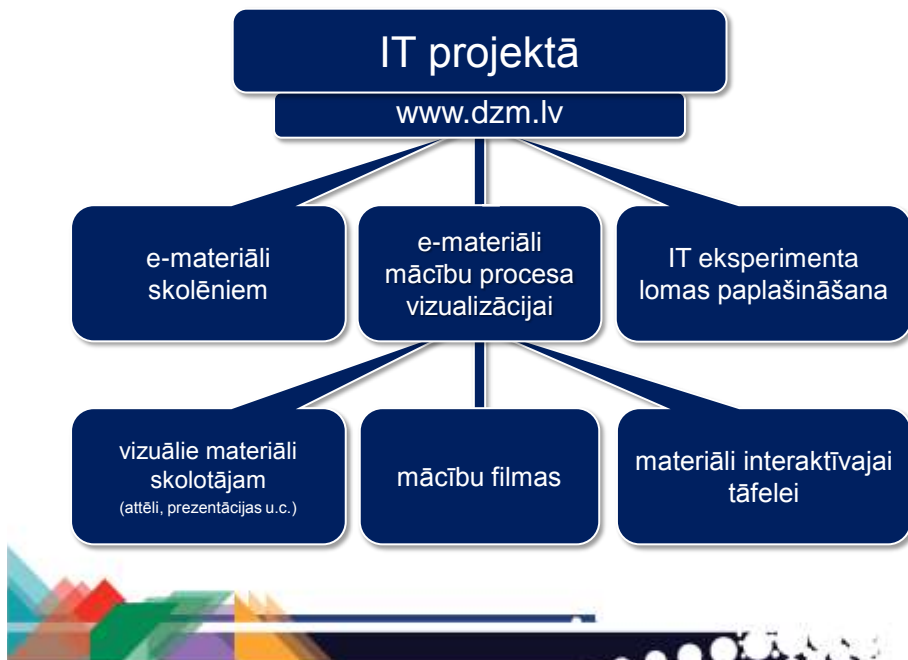 IT projektā
www.dzm.lv
e-materiāli
skolēniem
e-materiāli
mācību procesa
vizualizācijai
IT eksperimenta
lomas paplašināšana
vizuālie materiāli
skolotājam
(attēli, prezentācijas u.c.)
mācību filmas
materiāli interaktīvajai
tāfelei